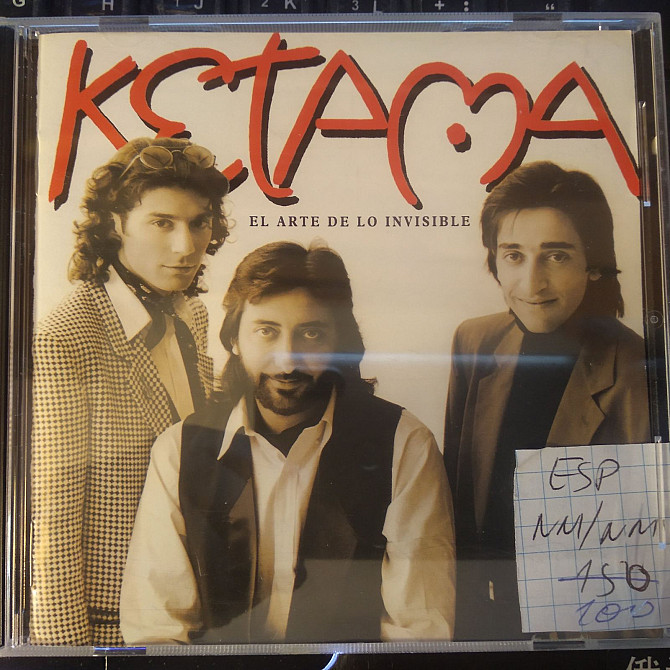 KETAMA
EL ARTE DE LO INVISIBLE
ESP
NM/NM
150
100